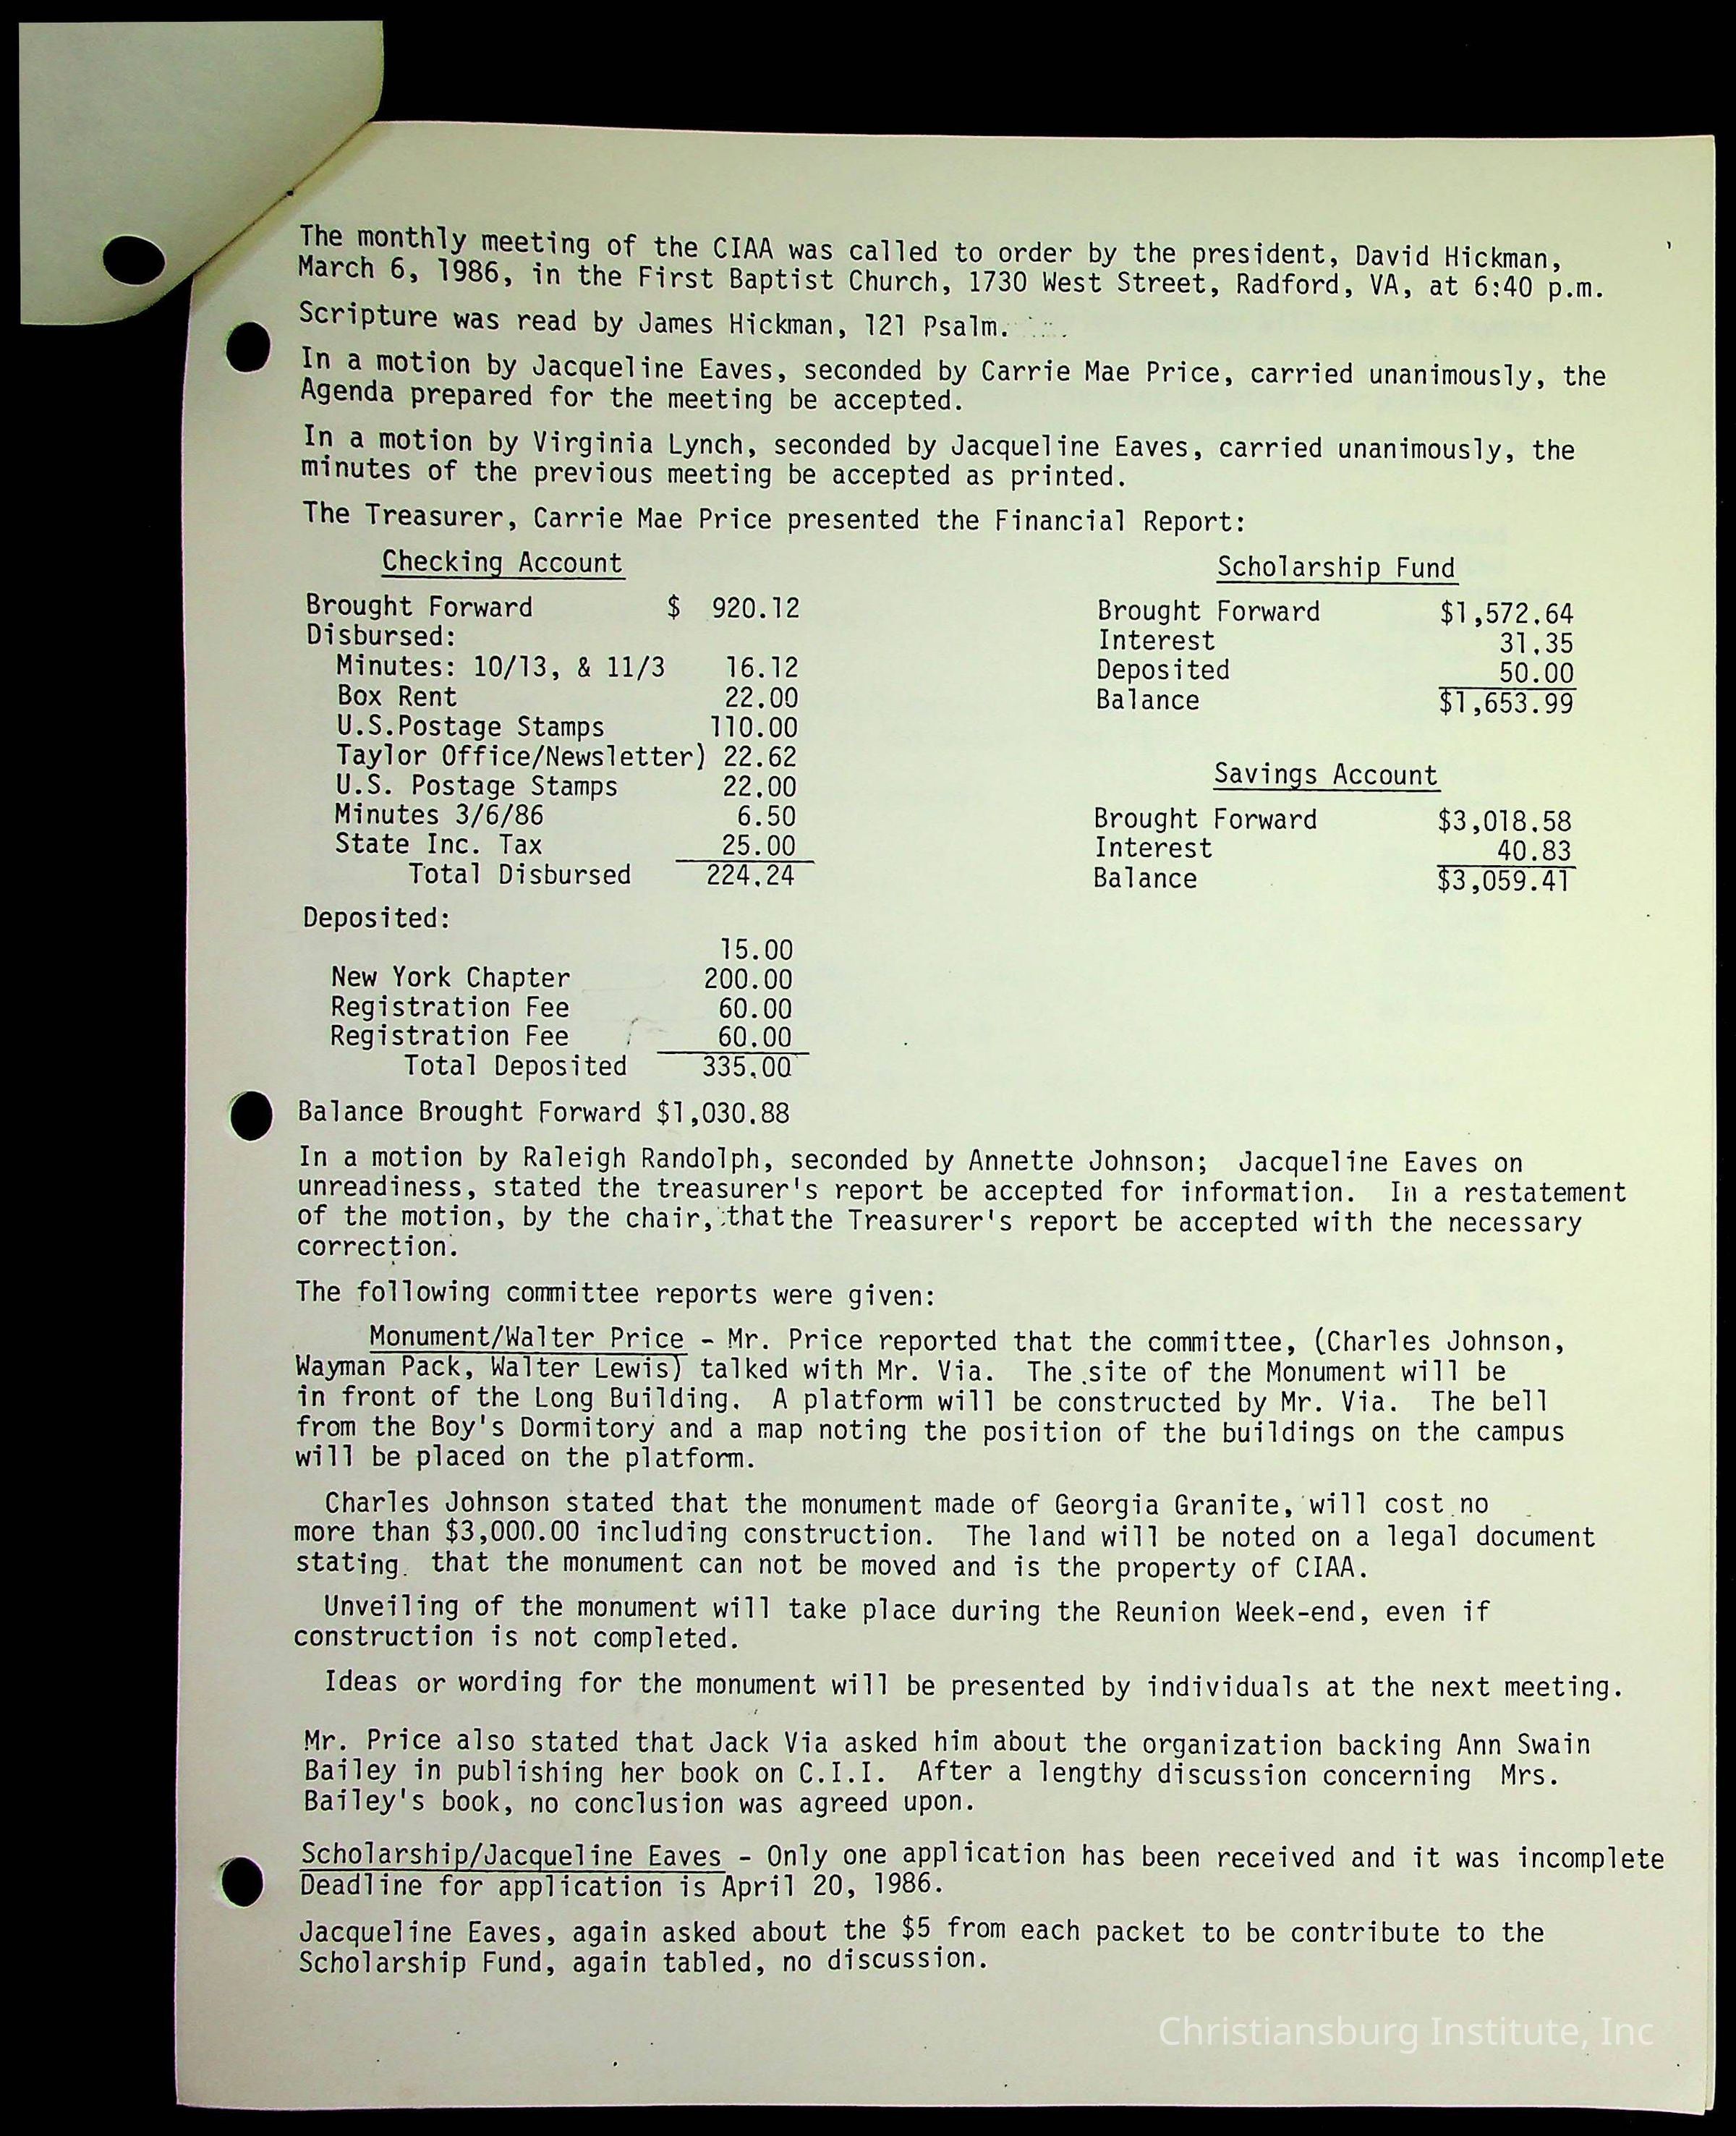 The monthly meeting of the CIAA was called to order by the president, David Hickman,
March 6, 1986, in the First Baptist Church, 1730 West Street, Radford, VA, at 6:40 p.m.
Scripture was read by James Hickman, 121 Psalm.
In a motion by Jacqueline Eaves, seconded by Carrie Mae Price, carried unanimously, the
Agenda prepared for the meeting be accepted.
In a motion by Virginia Lynch, seconded by Jacqueline Eaves, carried unanimously, the
minutes of the previous meeting be accepted as printed.
The Treasurer, Carrie Mae Price presented the Financial Report:
Checking Account
Brought Forward $ 920.12
Disbursed:
Minutes: 10/13, & 11/3 16.12
Box Rent 22.00
U.S.Postage Stamps 110.00
Taylor Office/Newsletter) 22.62
U.S. Postage Stamps 22.00
Minutes 3/6/86 6.50
State Inc. Tax 25.00
Total Disbursed 224.24
Deposited:
15.00
New York Chapter 200.00
Registration Fee 60.00
Registration Fee 60.00
Total Deposited 335.00
Balance Brought Forward $1,030.88
Scholarship Fund
Brought Forward $1,572.64
Interest 31.35
Deposited 50.00
Balance $1,653.99
Savings Account
Brought Forward $3,018.58
Interest 40.83
Balance $3,059.41
In a motion by Raleigh Randolph, seconded by Annette Johnson; Jacqueline Eaves on
unreadiness, stated the treasurer's report be accepted for information. In a restatement
of the motion, by the chair, that the Treasurer's report be accepted with the necessary
correction.
The following committee reports were given:
Monument/Walter Price - Mr. Price reported that the committee, (Charles Johnson,
Wayman Pack, Walter Lewis) talked with Mr. Via. The site of the Monument will be
in front of the Long Building. A platform will be constructed by Mr. Via. The bell
from the Boy's Dormitory and a map noting the position of the buildings on the campus
will be placed on the platform.
Charles Johnson stated that the monument made of Georgia Granite, will cost no
more than $3,000.00 including construction. The land will be noted on a legal document
stating. that the monument can not be moved and is the property of CIAA.
Unveiling of the monument will take place during the Reunion Week-end, even if
construction is not completed.
Ideas or wording for the monument will be presented by individuals at the next meeting.
Mr. Price also stated that Jack Via asked him about the organization backing Ann Swain
Bailey in publishing her book on C.I.I. After a lengthy discussion concerning Mrs.
Bailey's book, no conclusion was agreed upon.
Scholarship/Jacqueline Eaves - Only one application has been received and it was incomplete
Deadline for application is April 20, 1986.
Jacqueline Eaves, again asked about the $5 from each packet to be contribute to the
Scholarship Fund, again tabled, no discussion.
Christiansburg Institute, Inc